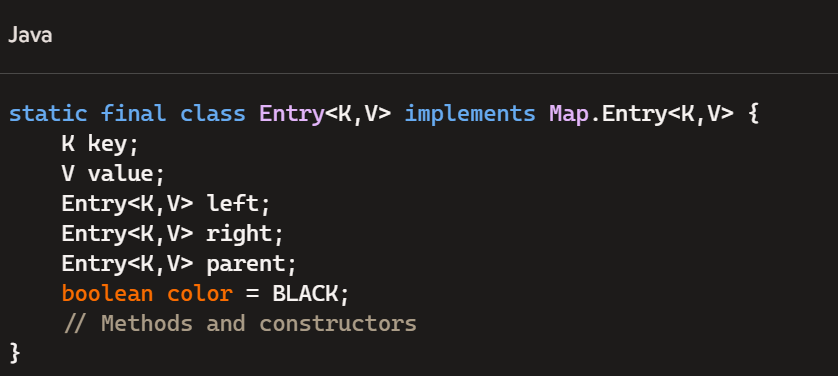 Java
static final class Entry<K,V> implements Map.Entry<K,V> {
    K key;
    V value;
    Entry<K,V> left;
    Entry<K,V> right;
    Entry<K,V> parent;
    boolean color = BLACK;
    // Methods and constructors
}